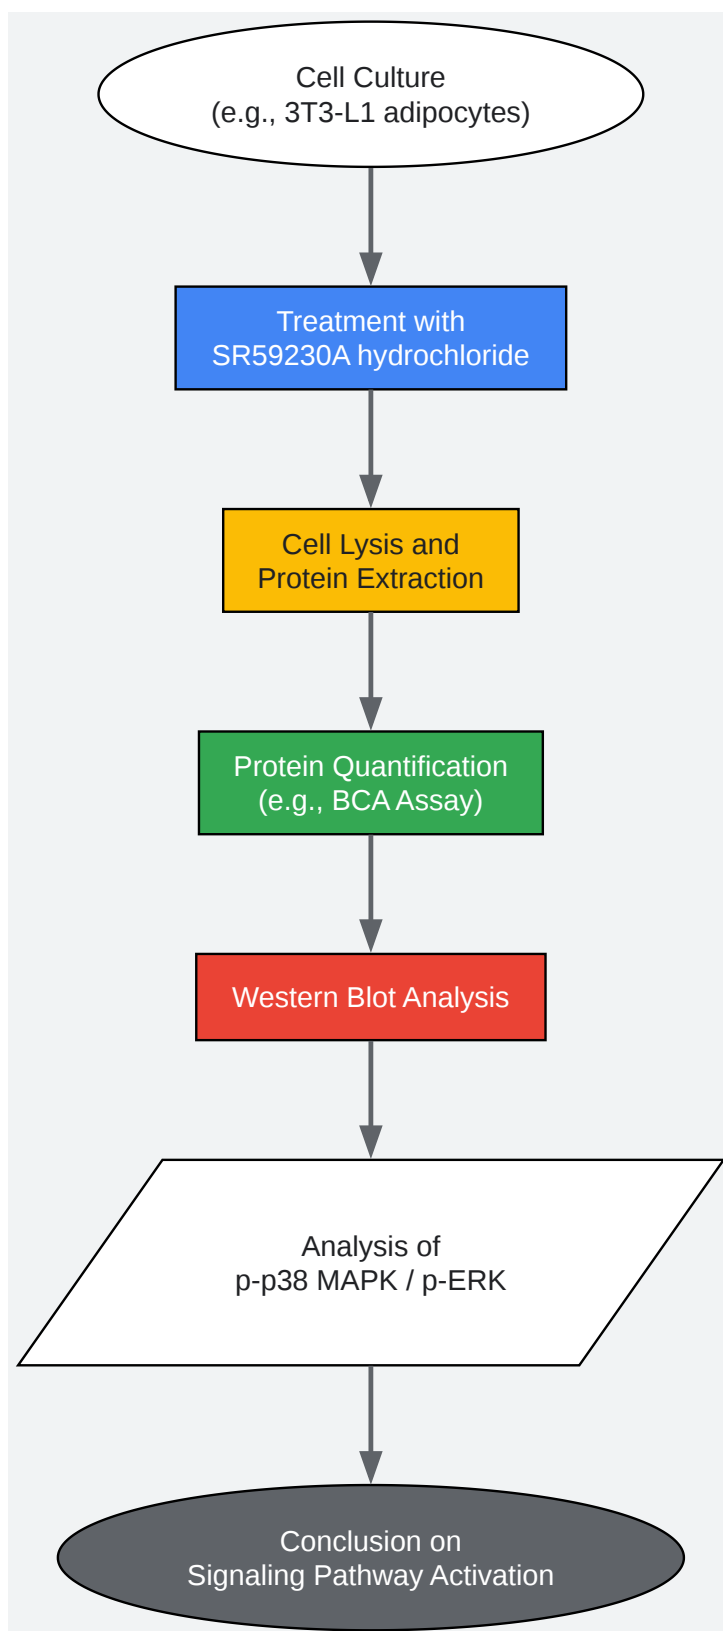 Cell Culture
(e.g., 3T3-L1 adipocytes)
Treatment with
SR59230A hydrochloride
Cell Lysis and
Protein Extraction
Protein Quantification
(e.g., BCA Assay)
Western Blot Analysis
Analysis of
p-p38 MAPK / p-ERK
Conclusion on
Signaling Pathway Activation